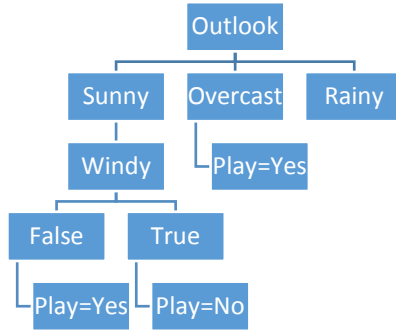 Outlook
Sunny
Overcast
Rainy
Windy
Play=Yes
False
True
Play=Yes
Play=No